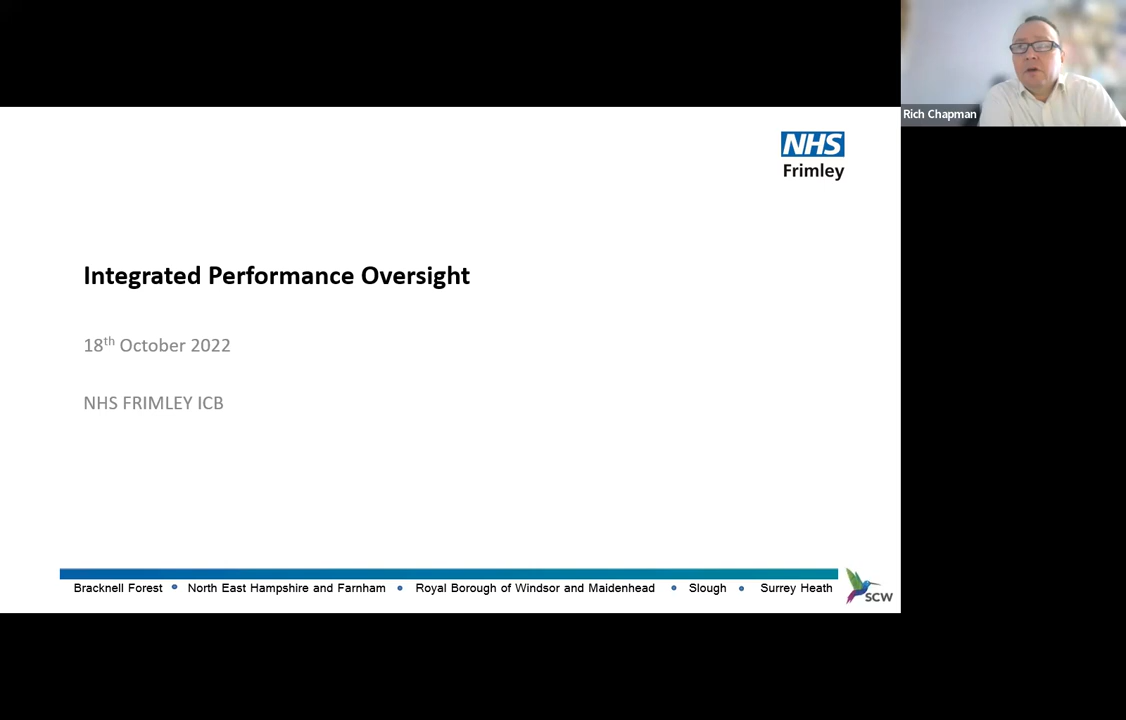 Rich Chapman
NHS
Frimley
Integrated Performance Oversight
18th October 2022
NHS FRIMLEY ICB
Bracknell Forest • North East Hampshire and Farnham • Royal Borough of Windsor and Maidenhead • Slough • Surrey Heath
SCW